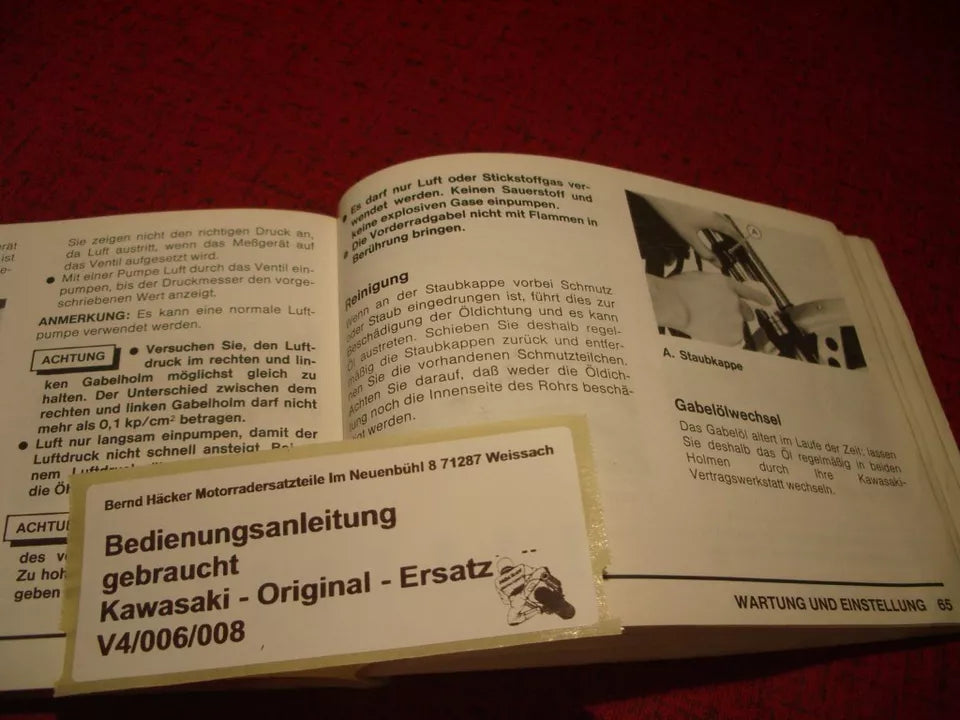 erät
ist
e-
Sie zeigen nicht den richtigen Druck an,
da Luft austritt, wenn das Meßgerät auf
das Ventil aufgesetzt wird.
● Mit einer Pumpe Luft durch das Ventil ein-
pumpen, bis der Druckmesser den vorge-
schriebenen Wert anzeigt.
ANMERKUNG: Es kann eine normale Luft-
pumpe verwendet werden.
ACHTUNG ● Versuchen Sie, den Luft-
druck im rechten und lin-
ken Gabelholm möglichst gleich zu
halten. Der Unterschied zwischen dem
rechten und linken Gabelholm darf nicht
mehr als 0,1 kp/cm² betragen.
● Luft nur langsam einpumpen, damit der
Luftdruck nicht schnell ansteigt.
nem
die
ACHTU
des
Zu hoh
geben
● Es darf nur Luft oder Stickstoffgas ver-
wendet werden. Keinen Sauerstoff und
keine explosiven Gase einpumpen.
● Die Vorderradgabel nicht mit Flammen in
Berührung bringen.
Reinigung
Wenn an der Staubkappe vorbei Schmutz
oder Staub eingedrungen ist, führt dies zur
Beschädigung der Öldichtung und es kann
Öl austreten. Schieben Sie deshalb regel-
mäßig die Staubkappen zurück und entfer-
nen Sie die vorhandenen Schmutzteilchen.
Achten Sie darauf, daß weder die Öldich-
tung noch die Innenseite des Rohrs beschä-
digt werden.
A
A. Staubkappe
Gabelölwechsel
Das Gabelöl altert im Laufe der Zeit; lassen
Sie deshalb das Öl regelmäßig in beiden
Holmen durch Ihre Kawasaki-
Vertragswerkstatt wechseln.
WARTUNG UND EINSTELLUNG 65
Bernd Häcker Motorradersatzteile Im Neuenbühl 8 71287 Weissach
Bedienungsanleitung
gebraucht
Kawasaki - Original - Ersatz
V4/006/008